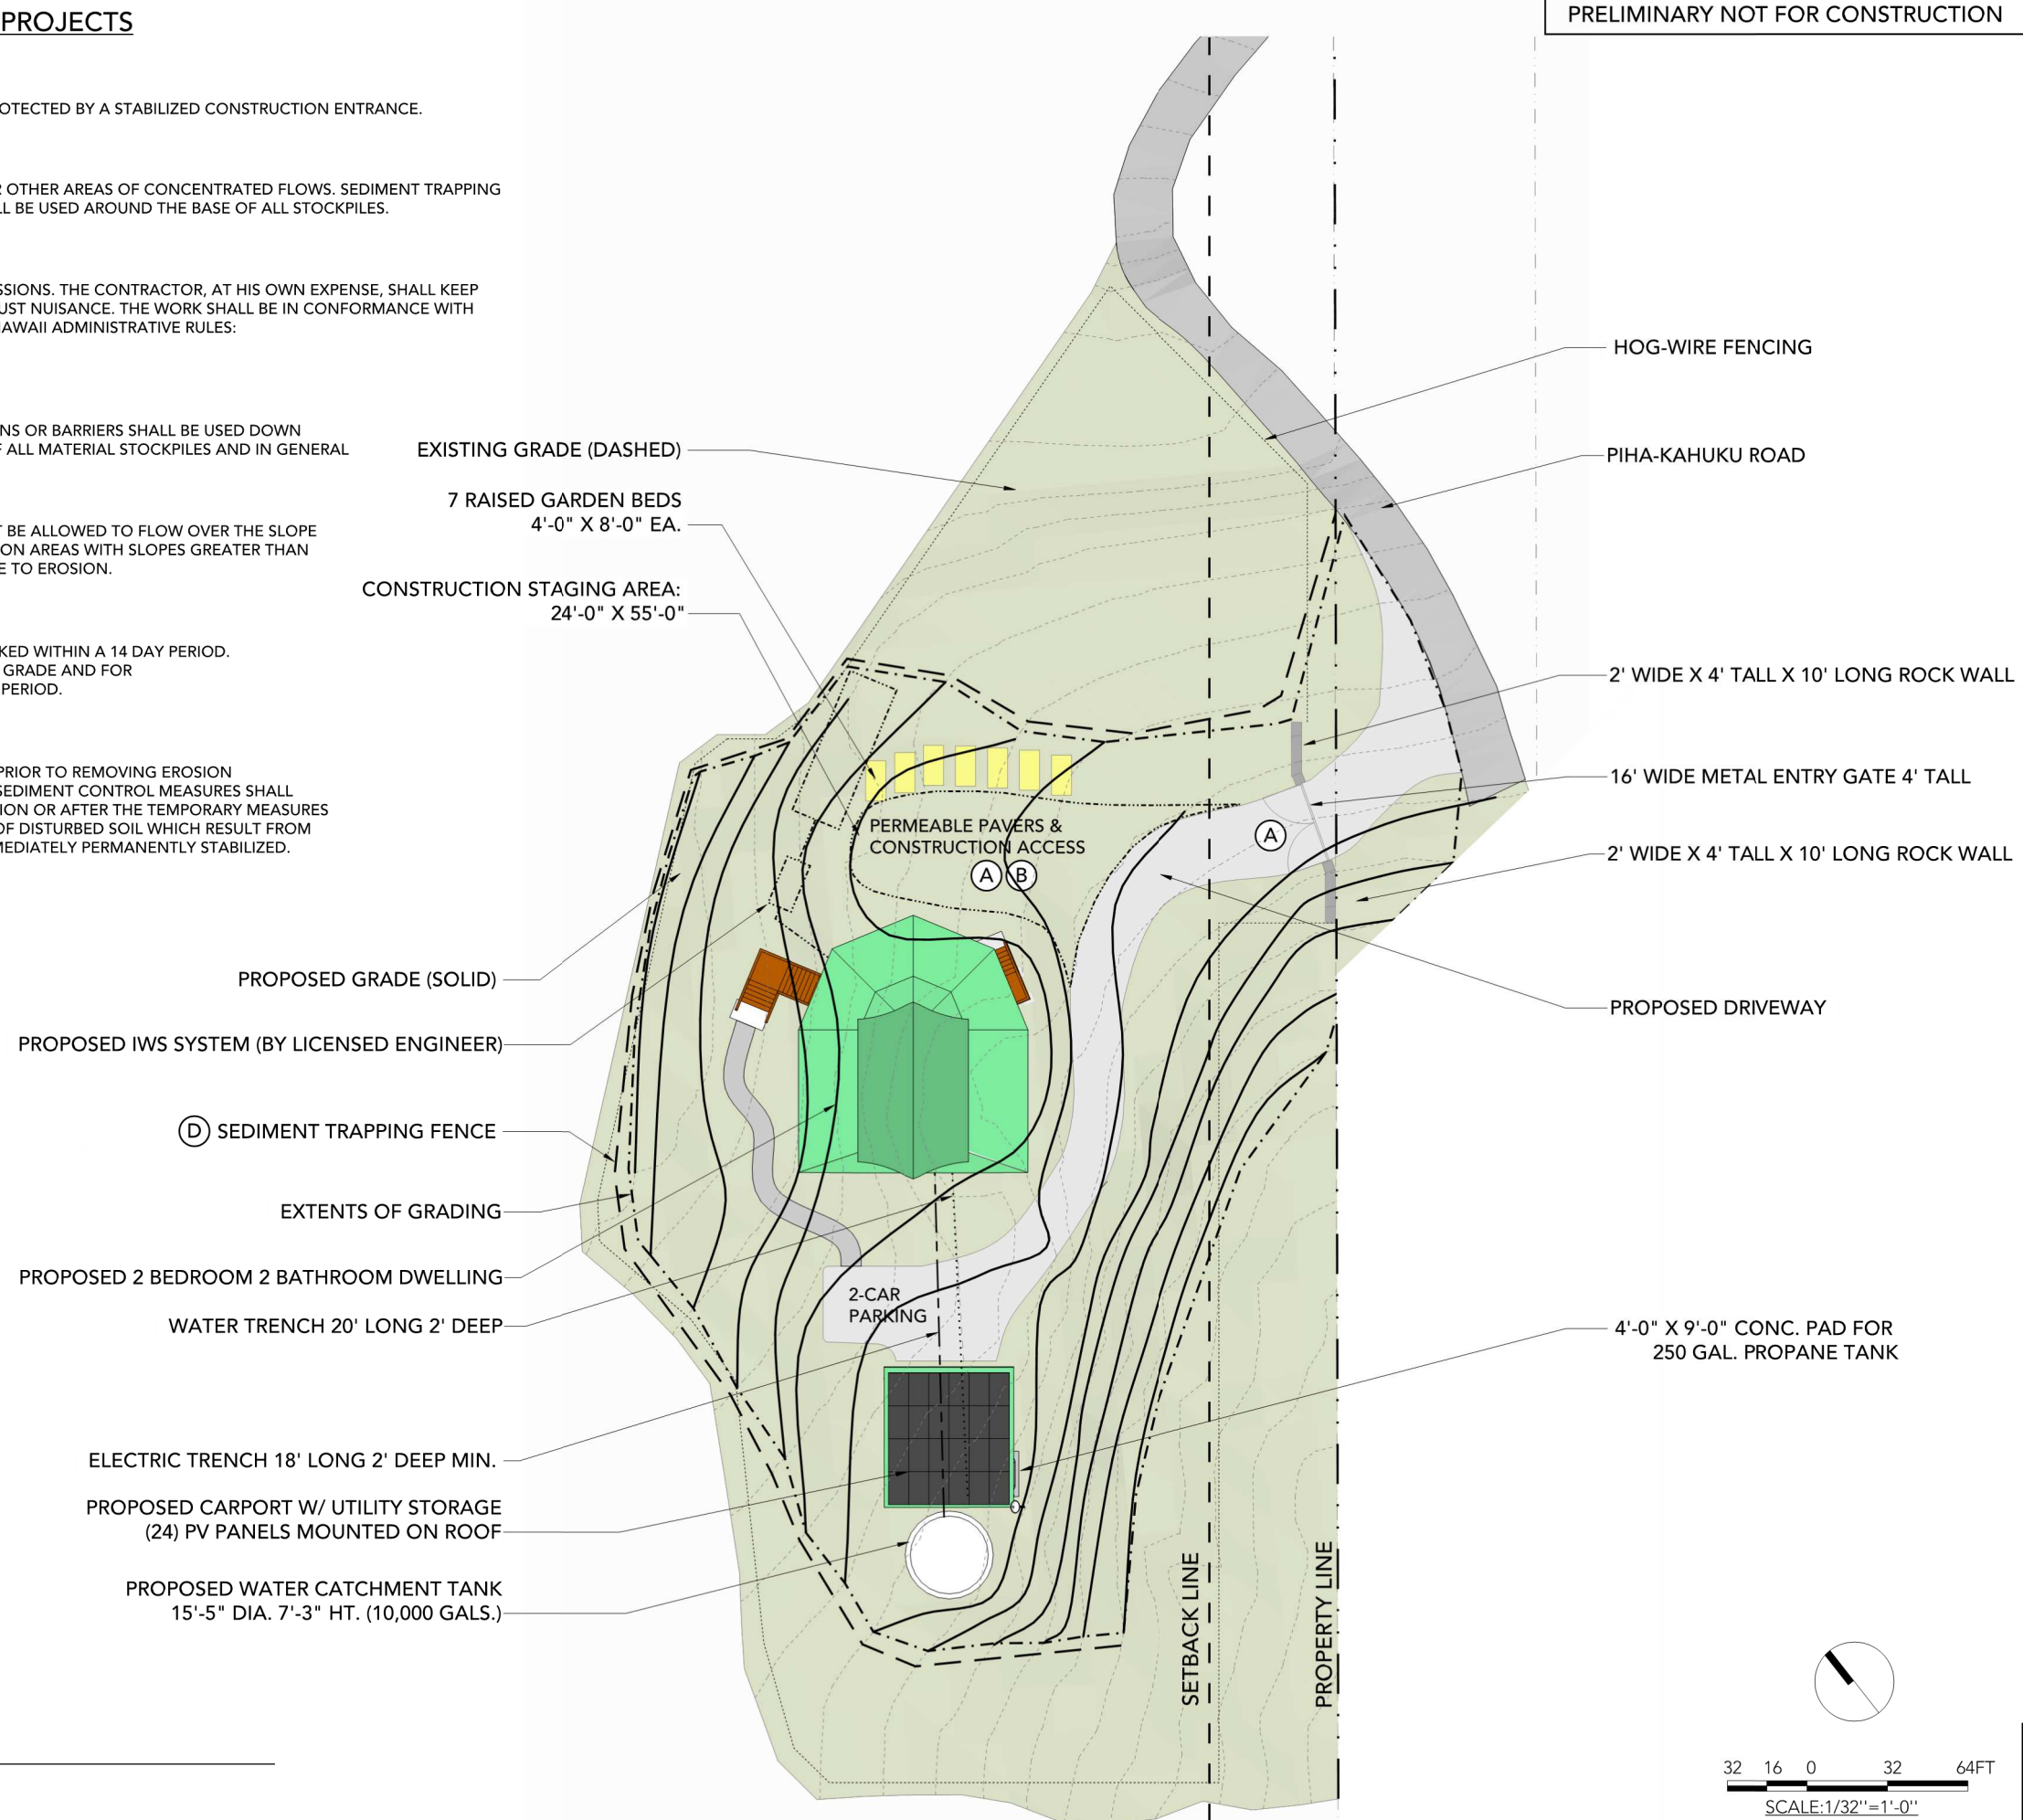 PROJECTS
PRELIMINARY NOT FOR CONSTRUCTION
OTECTED BY A STABILIZED CONSTRUCTION ENTRANCE.
R OTHER AREAS OF CONCENTRATED FLOWS. SEDIMENT TRAPPING
LL BE USED AROUND THE BASE OF ALL STOCKPILES.
SSIONS. THE CONTRACTOR, AT HIS OWN EXPENSE, SHALL KEEP
UST NUISANCE. THE WORK SHALL BE IN CONFORMANCE WITH
HAWAII ADMINISTRATIVE RULES:
NS OR BARRIERS SHALL BE USED DOWN
F ALL MATERIAL STOCKPILES AND IN GENERAL
T BE ALLOWED TO FLOW OVER THE SLOPE
ON AREAS WITH SLOPES GREATER THAN
E TO EROSION.
KED WITHIN A 14 DAY PERIOD.
GRADE AND FOR
PERIOD.
PRIOR TO REMOVING EROSION
SEDIMENT CONTROL MEASURES SHALL
ION OR AFTER THE TEMPORARY MEASURES
OF DISTURBED SOIL WHICH RESULT FROM
MEDIATELY PERMANENTLY STABILIZED.
EXISTING GRADE (DASHED)
7 RAISED GARDEN BEDS
4'-0" X 8'-0" EA.
CONSTRUCTION STAGING AREA:
24'-0" X 55'-0"
PROPOSED GRADE (SOLID)
PROPOSED IWS SYSTEM (BY LICENSED ENGINEER)
D SEDIMENT TRAPPING FENCE
EXTENTS OF GRADING
PROPOSED 2 BEDROOM 2 BATHROOM DWELLING
WATER TRENCH 20' LONG 2' DEEP
ELECTRIC TRENCH 18' LONG 2' DEEP MIN.
PROPOSED CARPORT W/ UTILITY STORAGE
(24) PV PANELS MOUNTED ON ROOF
PROPOSED WATER CATCHMENT TANK
15'-5" DIA. 7'-3" HT. (10,000 GALS.)
PERMEABLE PAVERS &
CONSTRUCTION ACCESS
A B
A
2-CAR
PARKING
SETBACK LINE
PROPERTY LINE
HOG-WIRE FENCING
PIHA-KAHUKU ROAD
2' WIDE X 4' TALL X 10' LONG ROCK WALL
16' WIDE METAL ENTRY GATE 4' TALL
2' WIDE X 4' TALL X 10' LONG ROCK WALL
PROPOSED DRIVEWAY
4'-0" X 9'-0" CONC. PAD FOR
250 GAL. PROPANE TANK
32 16 0 32 64FT
SCALE:1/32''=1'-0''